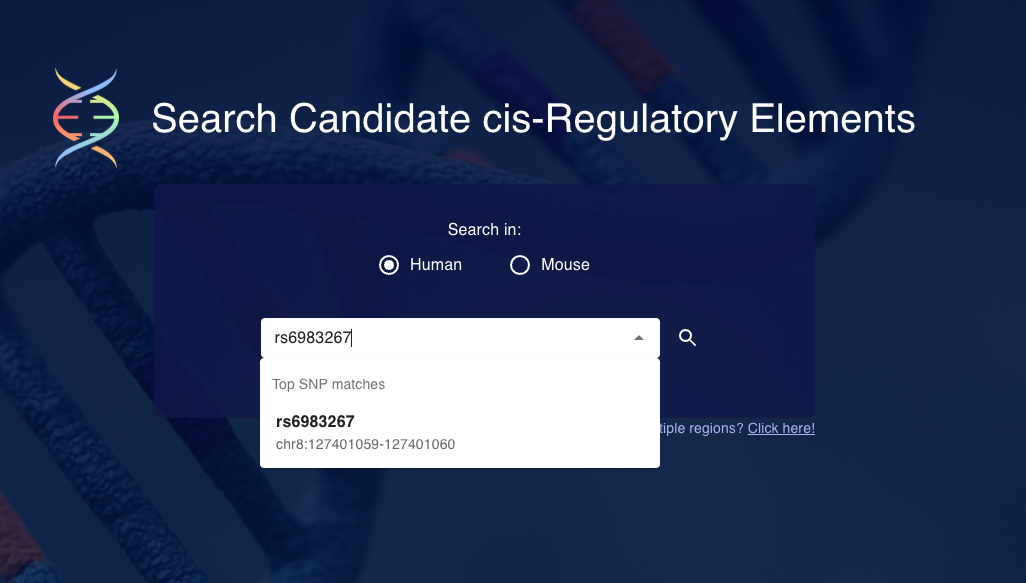 Search Candidate cis-Regulatory Elements
Search in:
Human Mouse
rs6983267
Top SNP matches
rs6983267
chr8:127401059-127401060
regions? Click here!